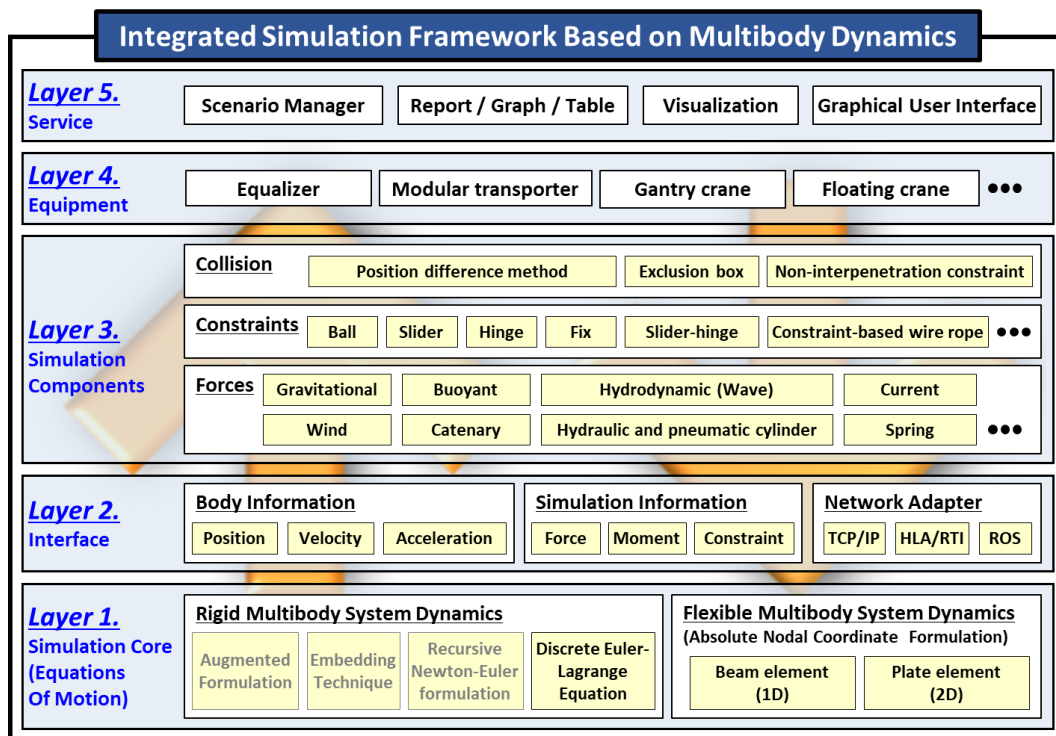 Integrated Simulation Framework Based on Multibody Dynamics
Layer 5.
Service
Scenario Manager
Report / Graph / Table
Visualization
Graphical User Interface
Layer 4.
Equipment
Equalizer
Modular transporter
Gantry crane
Floating crane
●●●
Layer 3.
Simulation
Components
Collision
Position difference method
Exclusion box
Non-interpenetration constraint
Constraints
Ball
Slider
Hinge
Fix
Slider-hinge
Constraint-based wire rope
●●●
Forces
Gravitational
Buoyant
Hydrodynamic (Wave)
Current
Wind
Catenary
Hydraulic and pneumatic cylinder
Spring
●●●
Layer 2.
Interface
Body Information
Position
Velocity
Acceleration
Simulation Information
Force
Moment
Constraint
Network Adapter
TCP/IP
HLA/RTI
ROS
Layer 1.
Simulation Core
(Equations
Of Motion)
Rigid Multibody System Dynamics
Augmented
Formulation
Embedding
Technique
Recursive
Newton-Euler
formulation
Discrete Euler-
Lagrange
Equation
Flexible Multibody System Dynamics
(Absolute Nodal Coordinate Formulation)
Beam element
(1D)
Plate element
(2D)